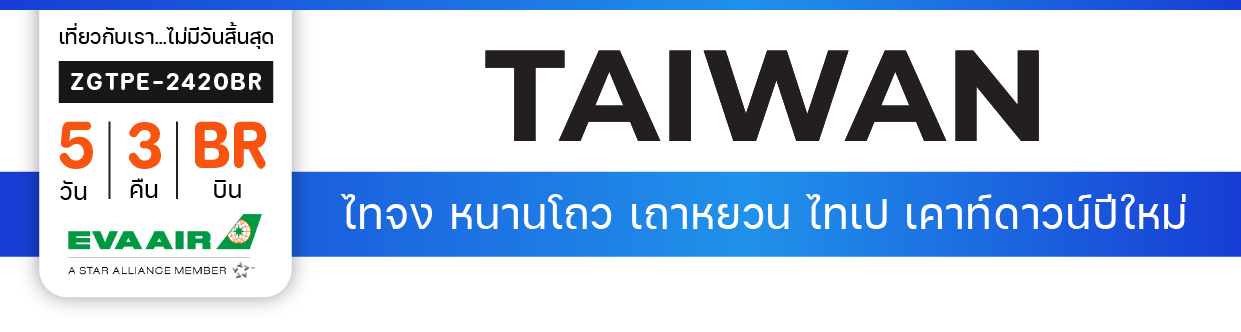 เที่ยวกับเรา...ไม่มีวันสิ้นสุด
ZGTPE-2420BR
5 วัน
3 คืน
BR บิน
EVA AIR
A STAR ALLIANCE MEMBER
TAIWAN
ไทจง หนานโถว เถาหยวน ไทเป เคาท์ดาวน์ปีใหม่